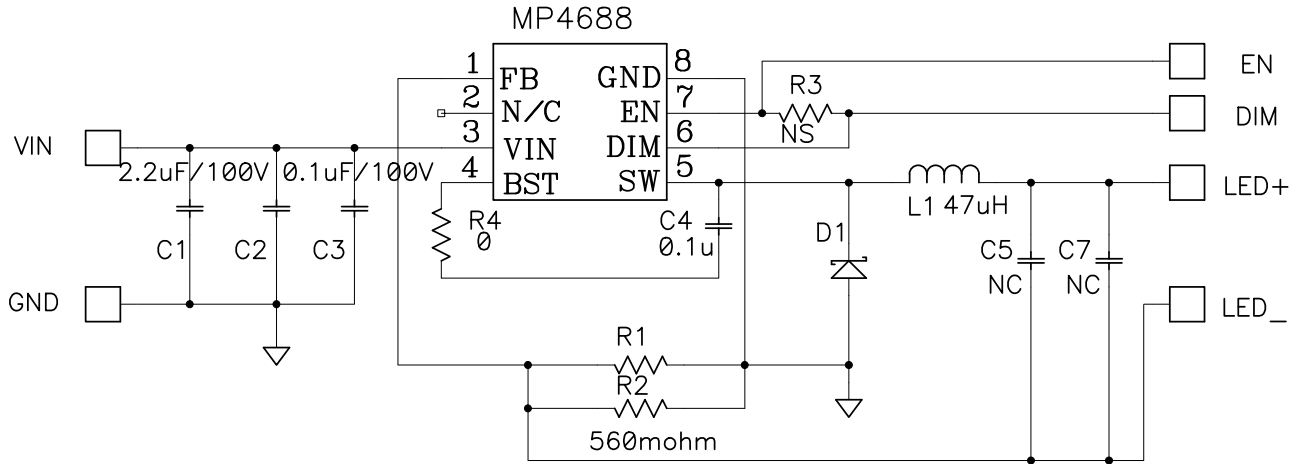 MP4688
1 FB
2 N/C
3 VIN
4 BST
GND 8
EN 7
DIM 6
SW 5
R3
NS
EN
DIM
VIN
2.2uF/100V 0.1uF/100V
C1 C2 C3
GND
R4
0
C4
0.1u
D1
L1 47uH
LED+
C5
NC
C7
NC
LED_
R1
R2
560mohm